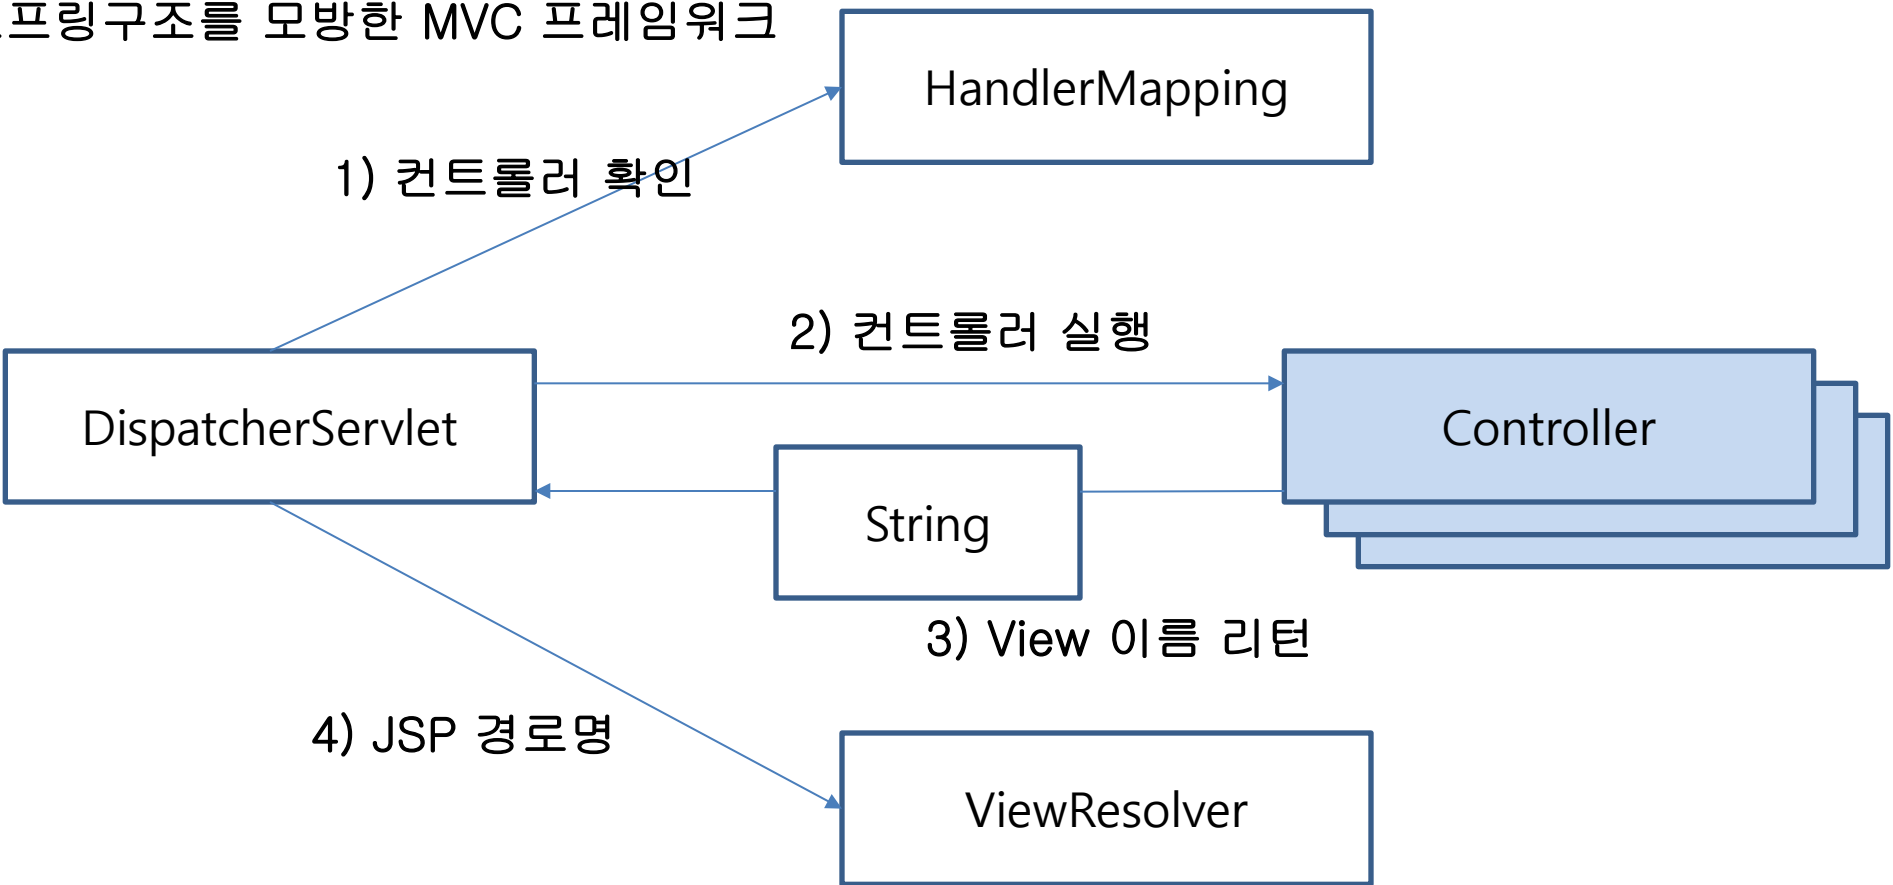 프링구조를 모방한 MVC 프레임워크
HandlerMapping
1) 컨트롤러 확인
2) 컨트롤러 실행
DispatcherServlet
Controller
String
3) View 이름 리턴
4) JSP 경로명
ViewResolver